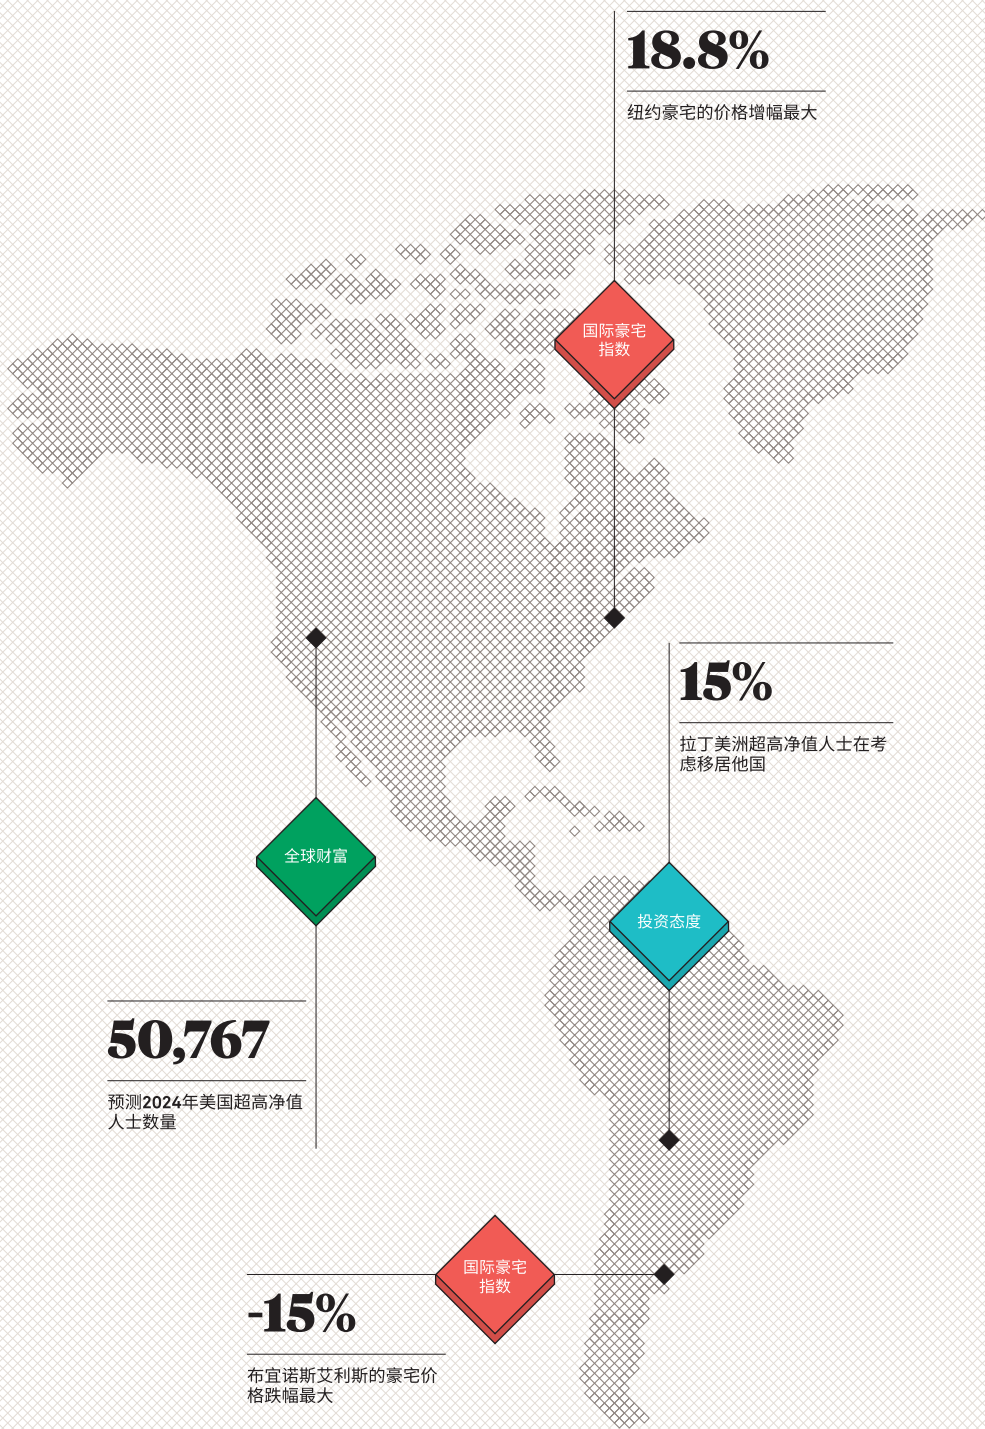 18.8%
纽约豪宅的价格增幅最大
国际豪宅
指数
15%
拉丁美洲超高净值人士在考
虑移居他国
全球财富
投资态度
50,767
预测2024年美国超高净值
人士数量
国际豪宅
指数
-15%
布宜诺斯艾利斯的豪宅价
格跌幅最大